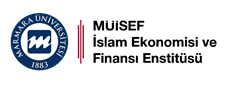 MARMARA ÜNİVERSİTESİ
1883
MÜİSEF
İslam Ekonomisi ve
Finansı Enstitüsü